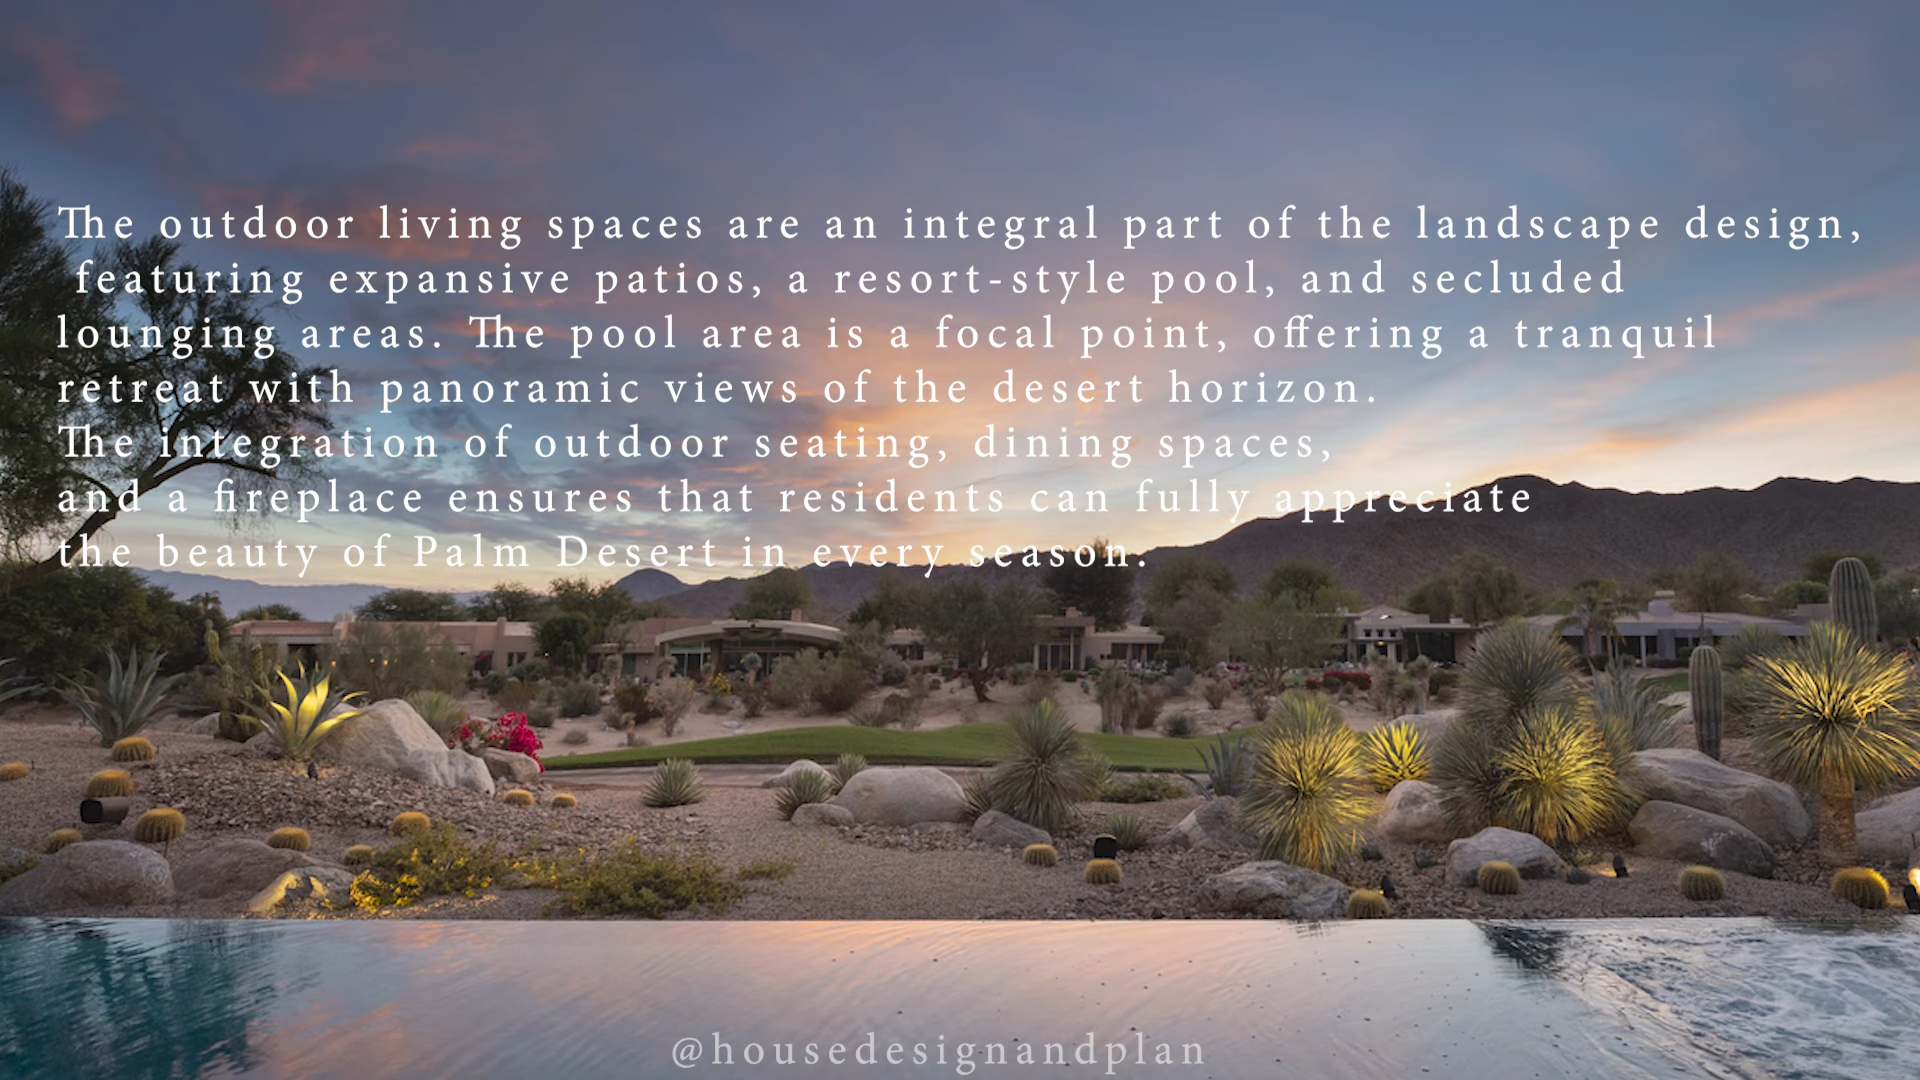 The outdoor living spaces are an integral part of the landscape design,
featuring expansive patios, a resort-style pool, and secluded
lounging areas. The pool area is a focal point, offering a tranquil
retreat with panoramic views of the desert horizon.
The integration of outdoor seating, dining spaces,
and a fireplace ensures that residents can fully appreciate
the beauty of Palm Desert in every season.
@housedesignandplan